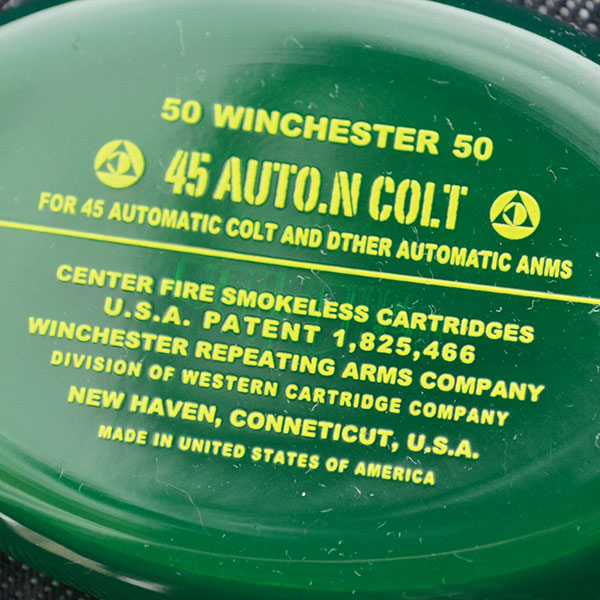 50 WINCHESTER 50
45 AUTO.N COLT
FOR 45 AUTOMATIC COLT AND DTHER AUTOMATIC ANMS
CENTER FIRE SMOKELESS CARTRIDGES
U.S.A. PATENT 1,825,466
WINCHESTER REPEATING ARMS COMPANY
DIVISION OF WESTERN CARTRIDGE COMPANY
NEW HAVEN, CONNETICUT, U.S.A.
MADE IN UNITED STATES OF AMERICA